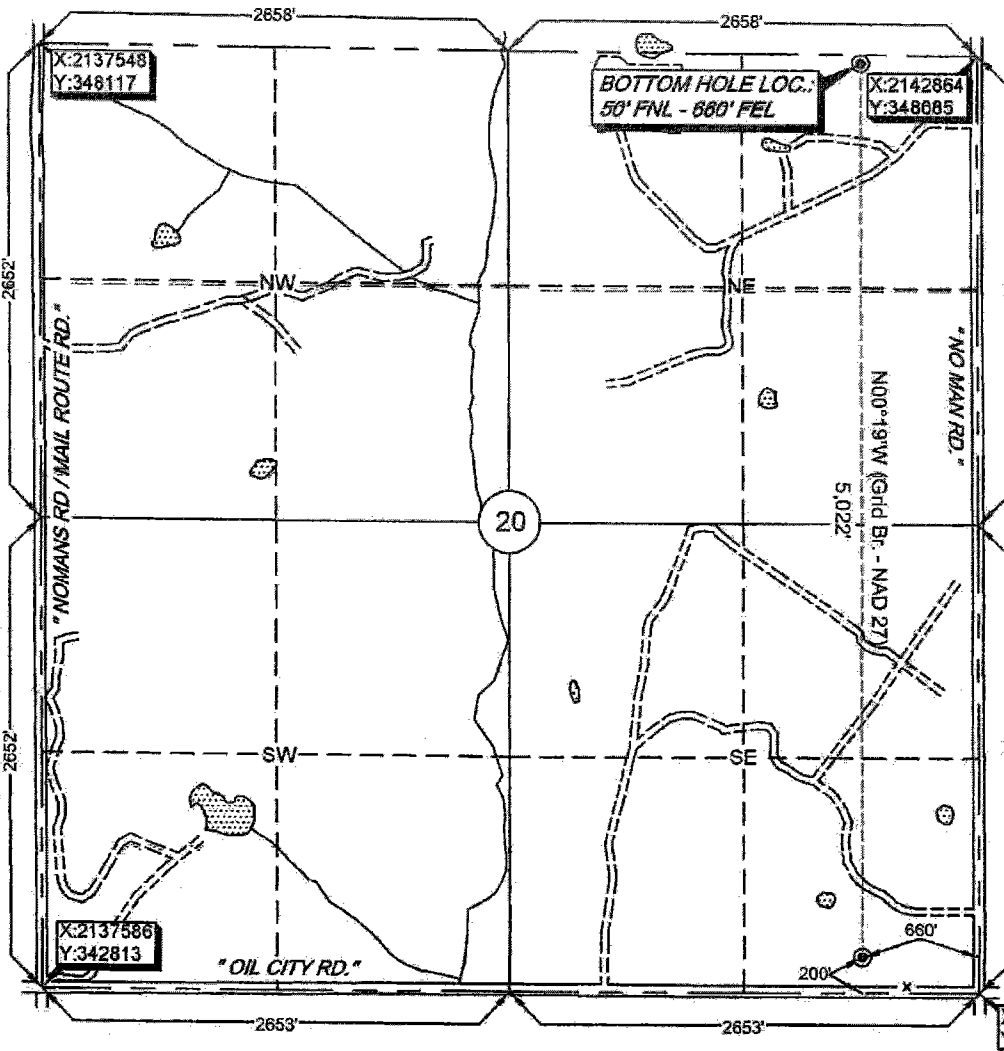 2658'
2658'
X:2137548
Y:348117
BOTTOM HOLE LOC.:
50' FNL - 660' FEL
X:2142864
Y:348085
2652'
NW
NE
"NOMANS RD / MAIL ROUTE RD."
"NO MAN RD."
N00°19'W (Grid Br. - NAD 27)
5,022'
20
2652'
SW
SE
X:2137586
Y:342813
"OIL CITY RD."
660'
200'
X
2653'
2653'